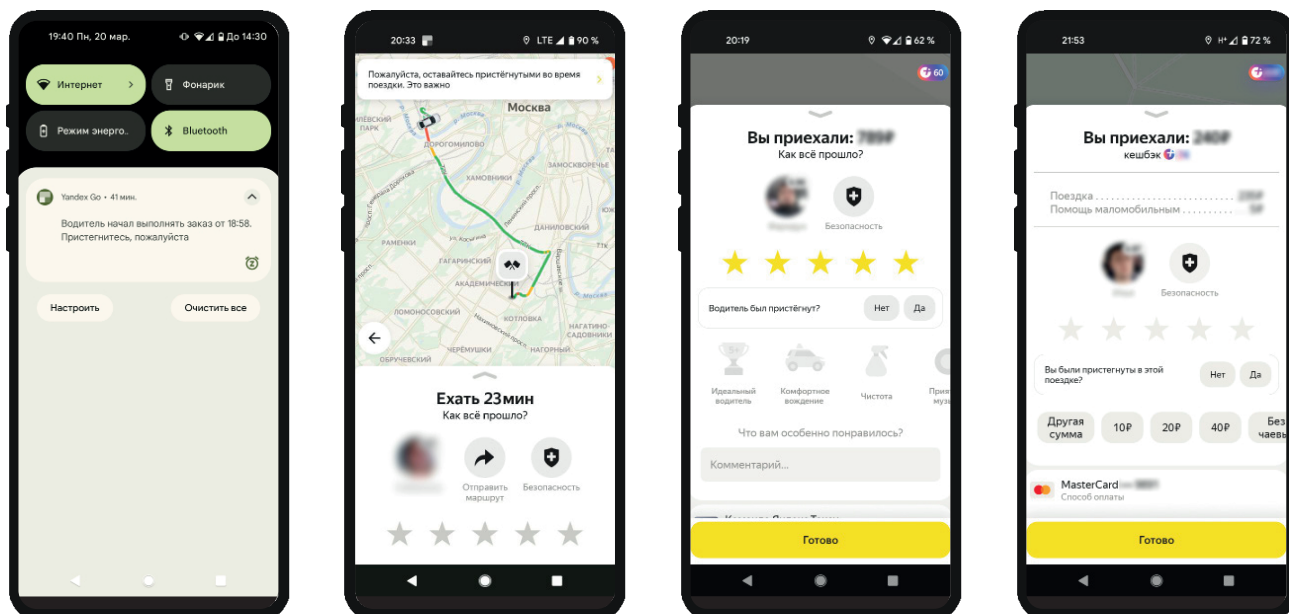 19:40 Пн, 20 мар.
До 14:30
Интернет
Фонарик
Режим энерго..
Bluetooth
Yandex Go • 41 мин.
Водитель начал выполнять заказ от 18:58.
Пристегнитесь, пожалуйста
Настроить
Очистить все
20:33
LTE
90 %
Пожалуйста, оставайтесь пристёгнутыми во время
поездки. Это важно
Москва
ПАРК
ДОРОГОМИЛОВО
ЗАМОСКВОРЕЧЬЕ
ХАМОВНИКИ
ДАНИЛОВСКИЙ
РАМЕНКИ
ГАГАРИНСКИЙ
АКАДЕМИЧЕСКИЙ
ЛОМОНОСОВСКИЙ
КОТЛОВКА
НАГАТИНО-
САДОВНИКИ
ЧЕРЁМУШКИ
НАГОРНЫЙ
ОБРУЧЕВСКИЙ
Ехать 23 мин
Как всё прошло?
Отправить
маршрут
Безопасность
20:19
62 %
60
Вы приехали:
Как всё прошло?
Безопасность
Водитель был пристёгнут?
Нет
Да
Идеальный
водитель
Комфортное
вождение
Чистота
Что вам особенно понравилось?
Комментарий...
Готово
21:53
H+
72 %
Вы приехали:
кешбэк
Поездка
Помощь маломобильным
Безопасность
Вы были пристегнуты в этой
поездке?
Нет
Да
Другая
сумма
10₽
20₽
40₽
Без
чаевы
MasterCard
Способ оплаты
Готово